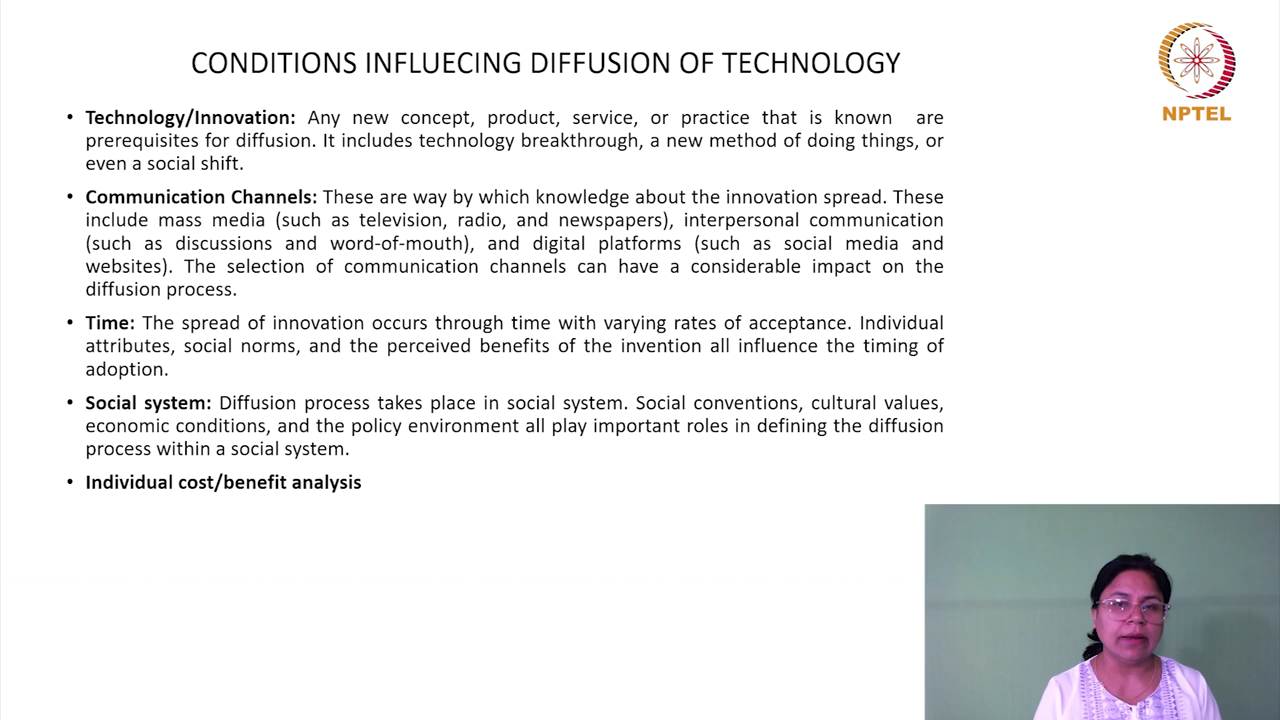 CONDITIONS INFLUECING DIFFUSION OF TECHNOLOGY
NPTEL
• Technology/Innovation: Any new concept, product, service, or practice that is known are
prerequisites for diffusion. It includes technology breakthrough, a new method of doing things, or
even a social shift.
• Communication Channels: These are way by which knowledge about the innovation spread. These
include mass media (such as television, radio, and newspapers), interpersonal communication
(such as discussions and word-of-mouth), and digital platforms (such as social media and
websites). The selection of communication channels can have a considerable impact on the
diffusion process.
• Time: The spread of innovation occurs through time with varying rates of acceptance. Individual
attributes, social norms, and the perceived benefits of the invention all influence the timing of
adoption.
• Social system: Diffusion process takes place in social system. Social conventions, cultural values,
economic conditions, and the policy environment all play important roles in defining the diffusion
process within a social system.
• Individual cost/benefit analysis